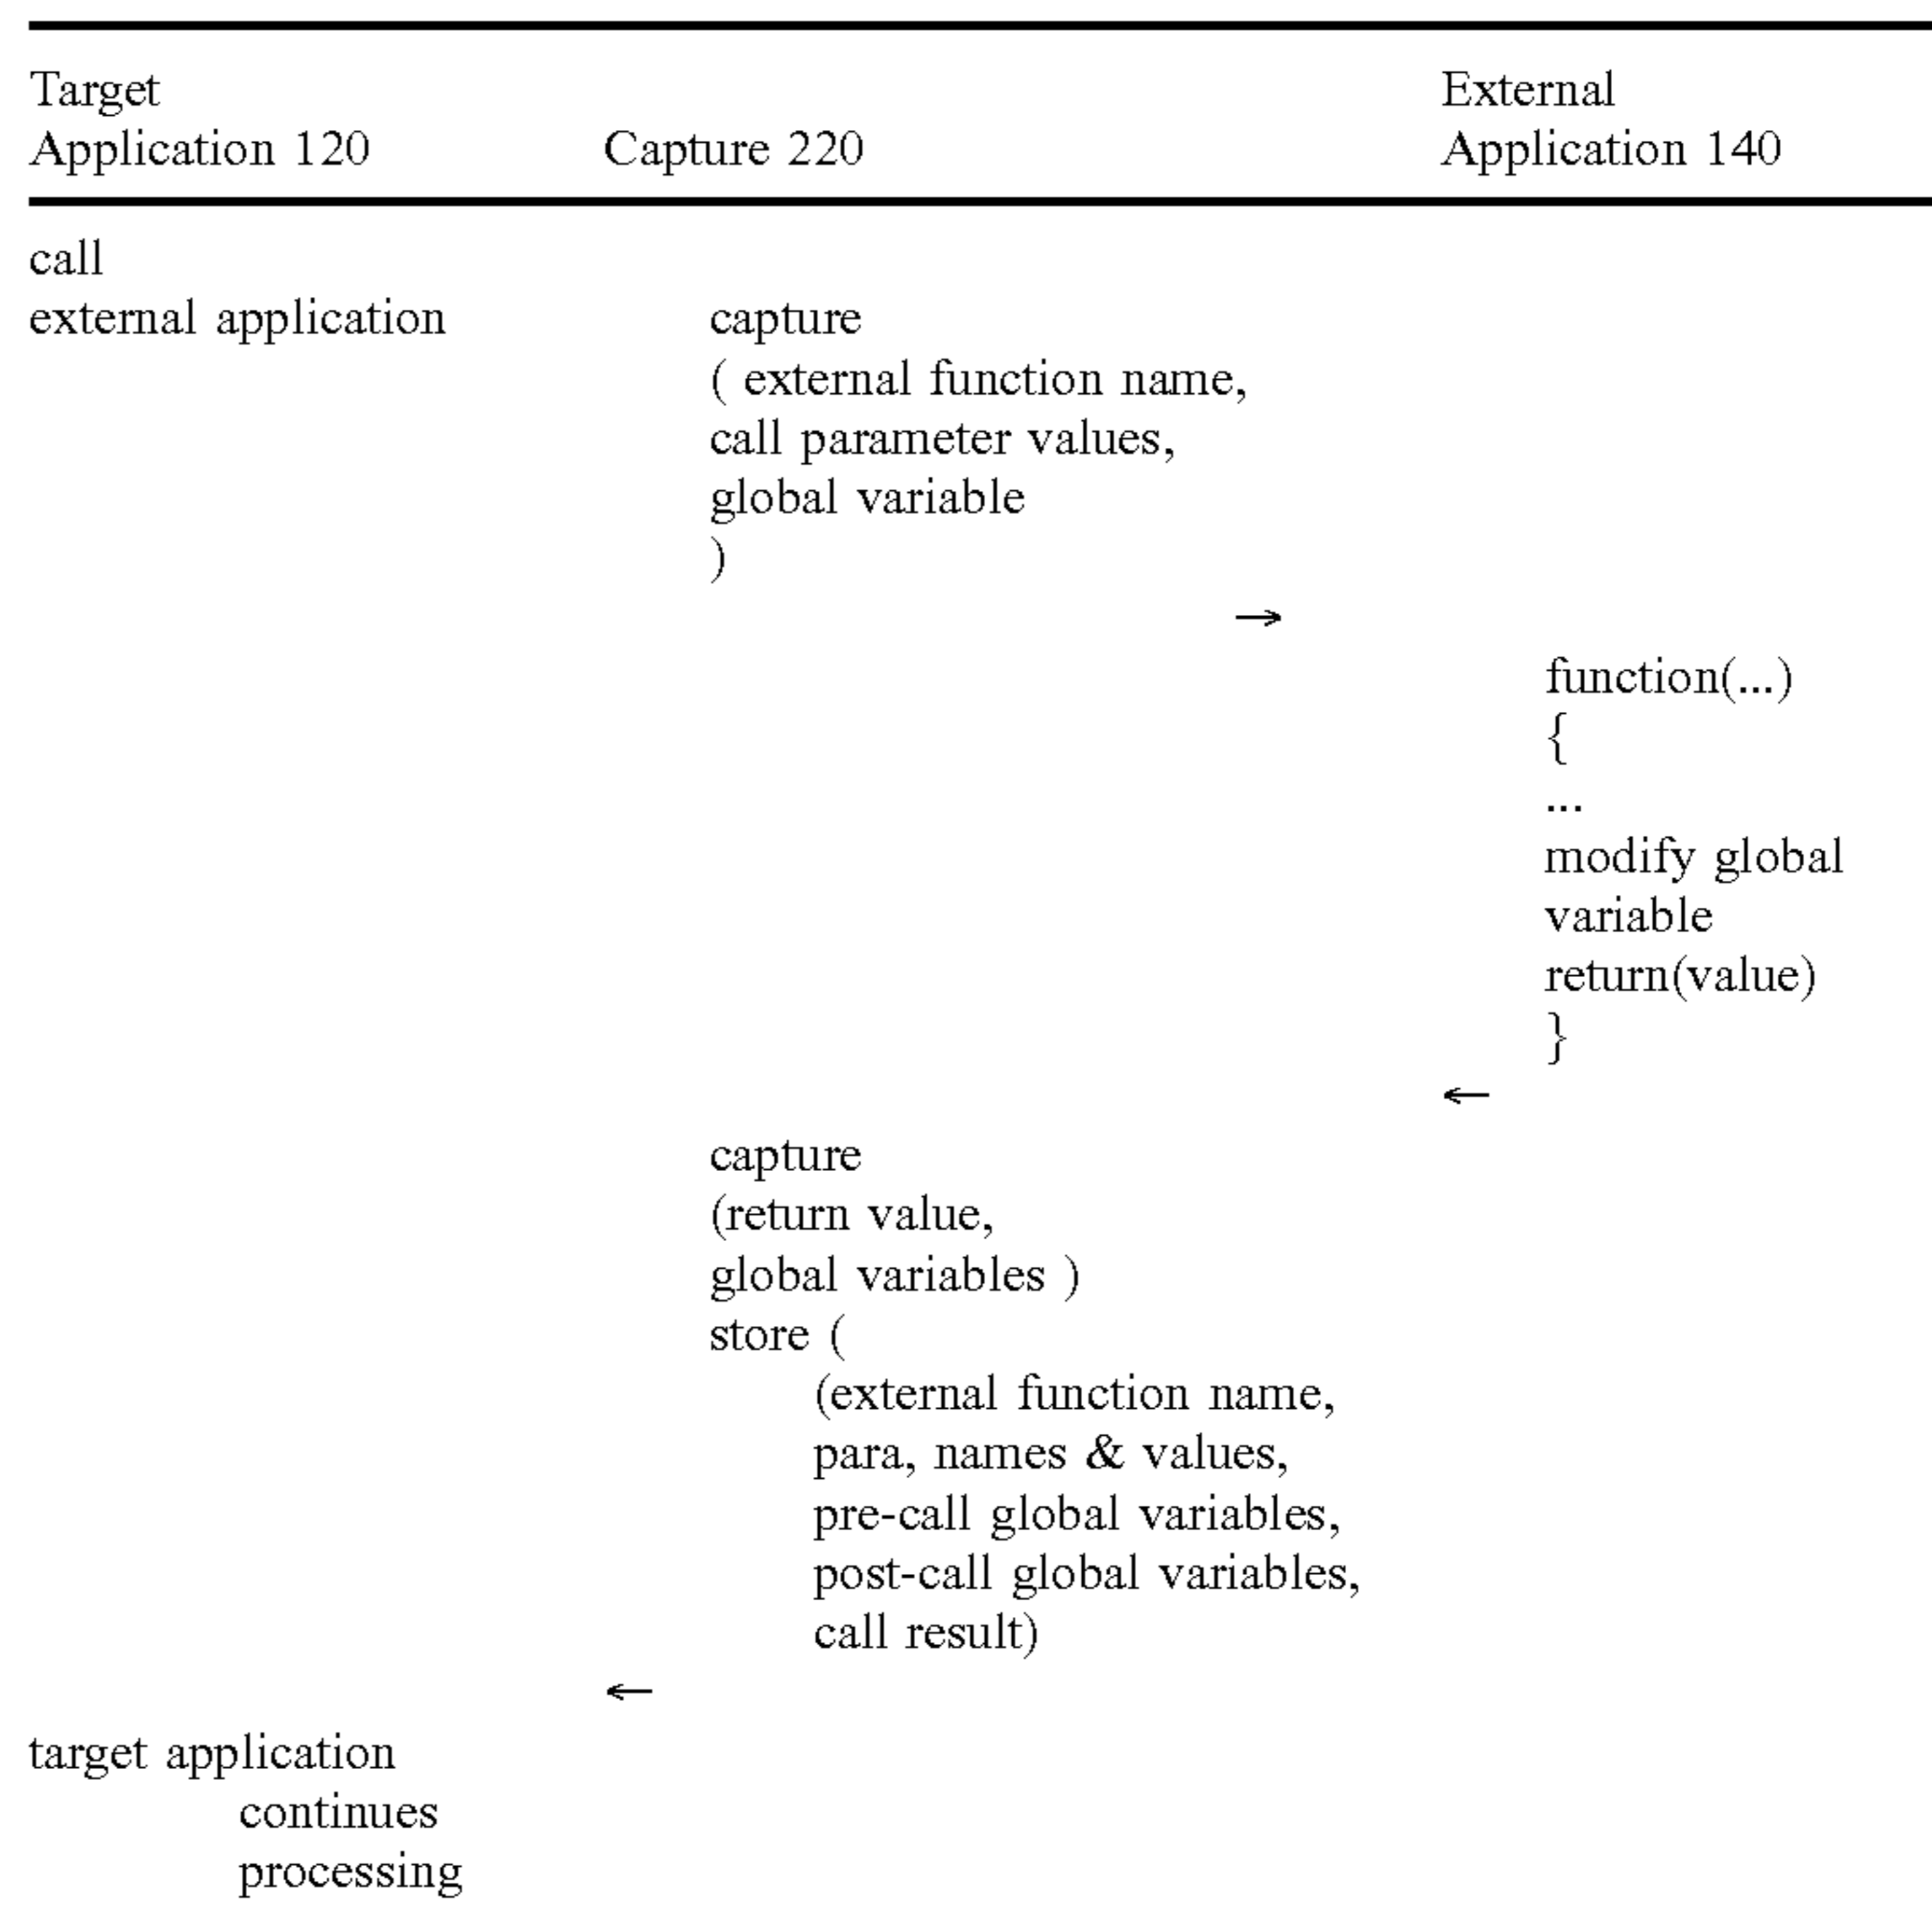 Target External
Application 120 Capture 220 Application 140
call
external application capture
( external function name,
call parameter values,
global variable
)
→
function(...)
{
...
modify global
variable
return(value)
}
←
capture
(return value,
global variables )
store (
(external function name,
para, names & values,
pre-call global variables,
post-call global variables,
call result)
←
target application
continues
processing